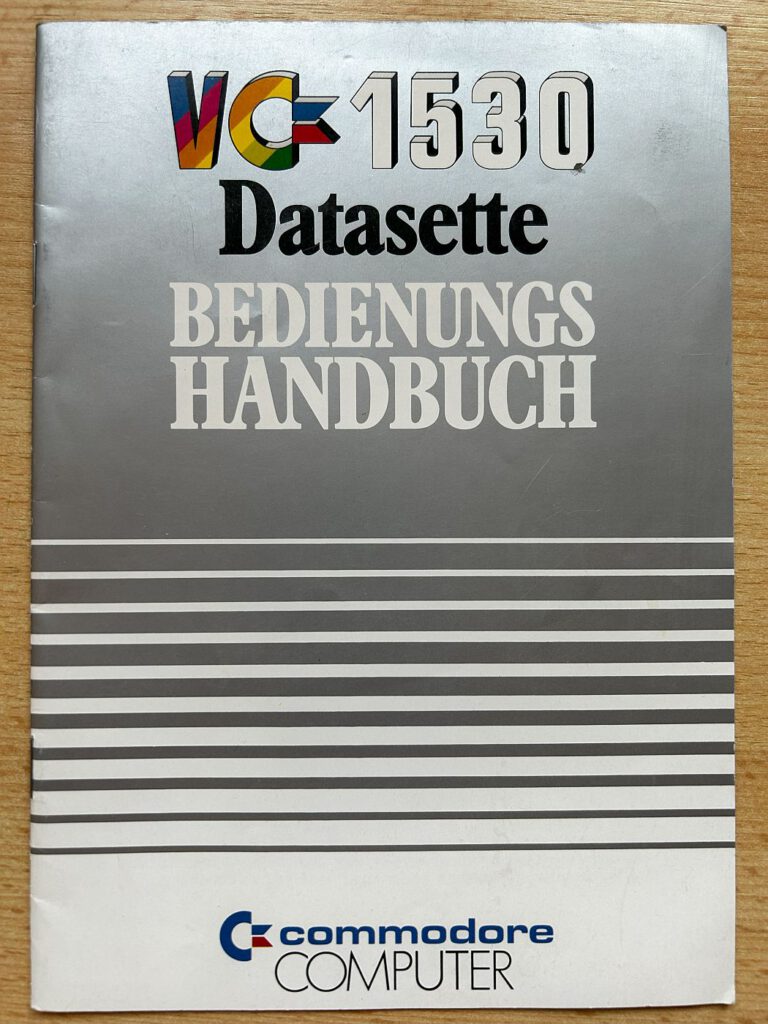 VC 1530
Datasette
BEDIENUNGS
HANDBUCH
commodore
COMPUTER